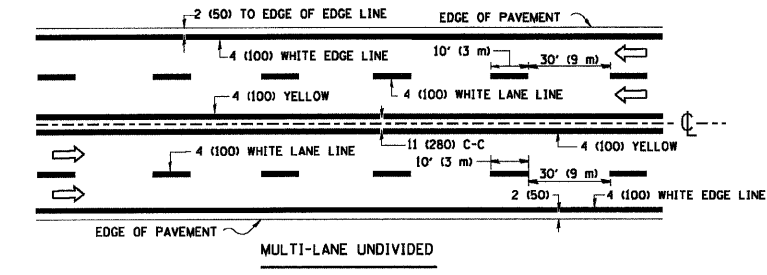 2 (50) TO EDGE OF EDGE LINE
EDGE OF PAVEMENT
4 (100) WHITE EDGE LINE
10' (3 m)
30' (9 m)
4 (100) YELLOW
4 (100) WHITE LANE LINE
CL
4 (100) WHITE LANE LINE
11 (280) C-C
4 (100) YELLOW
10' (3 m)
30' (9 m)
2 (50)
4 (100) WHITE EDGE LINE
EDGE OF PAVEMENT
MULTI-LANE UNDIVIDED